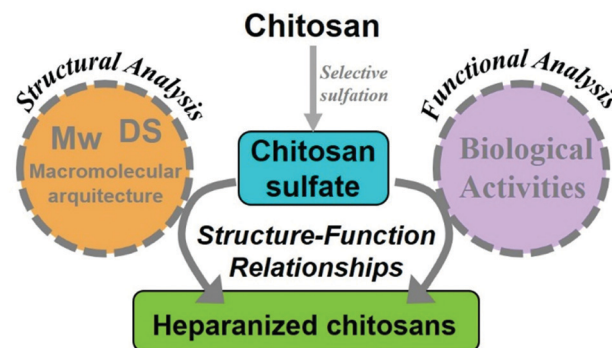 Chitosan
Selective
sulfation
Structural Analysis
Mw DS
Macromolecular
arquitecture
Chitosan
sulfate
Functional Analysis
Biological
Activities
Structure-Function
Relationships
Heparanized chitosans